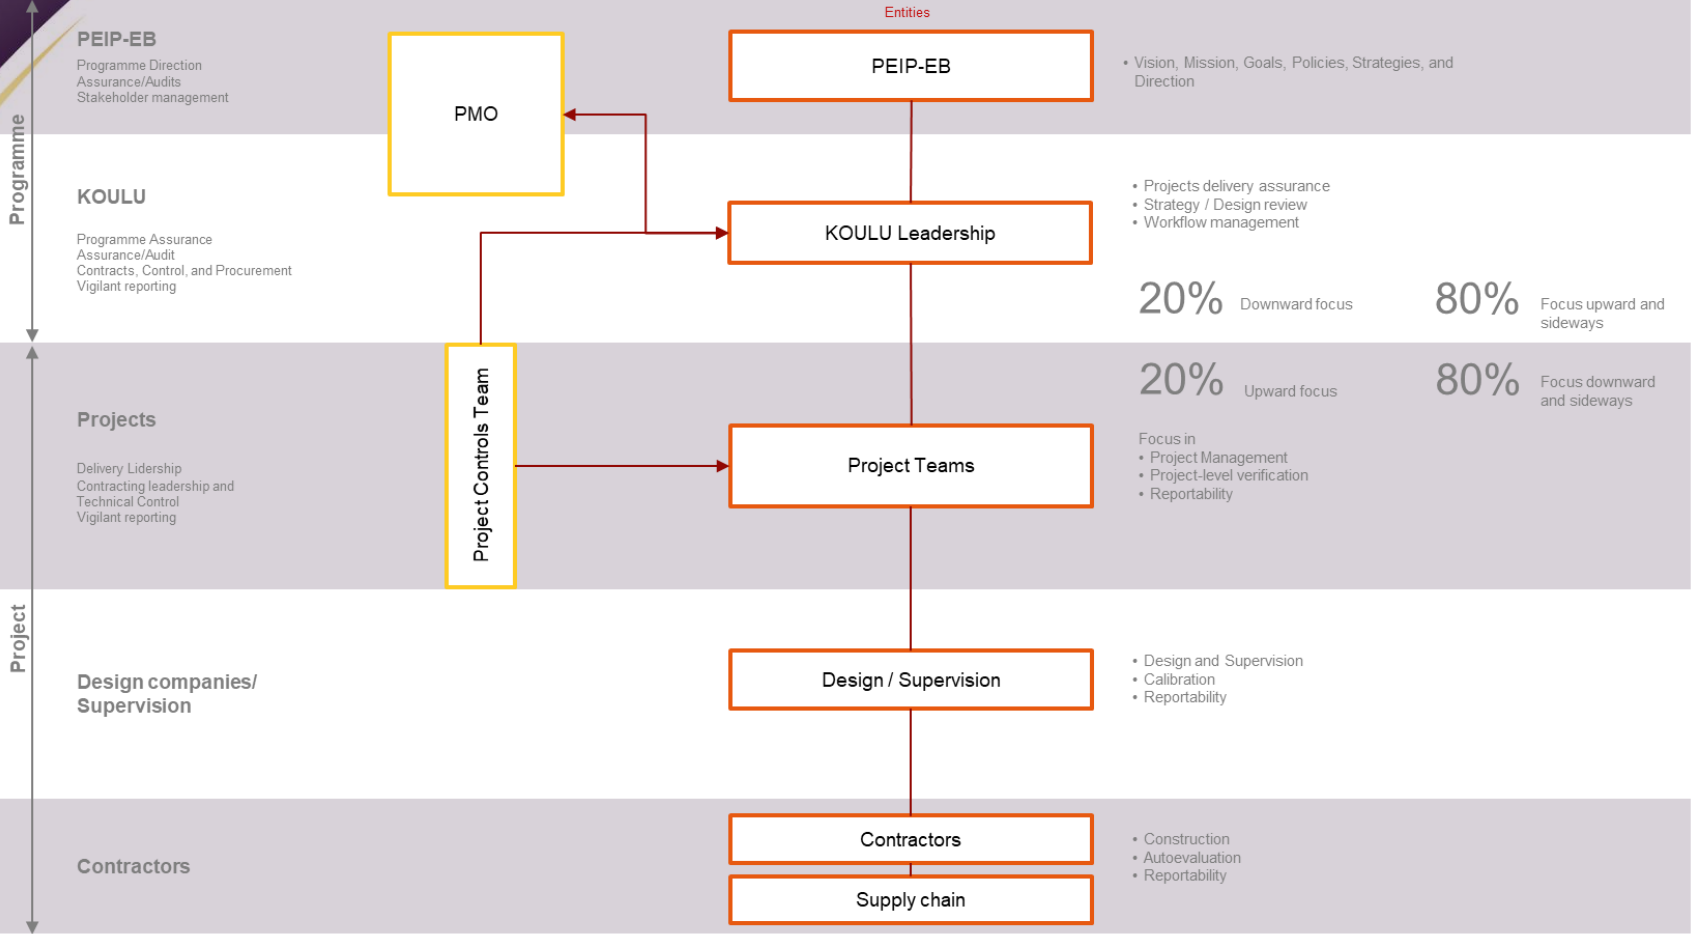 Entities
Programme
PEIP-EB
Programme Direction
Assurance/Audits
Stakeholder management
PMO
PEIP-EB
• Vision, Mission, Goals, Policies, Strategies, and
Direction
KOULU
Programme Assurance
Assurance/Audit
Contracts, Control, and Procurement
Vigilant reporting
KOULU Leadership
• Projects delivery assurance
• Strategy / Design review
• Workflow management
20% Downward focus
80% Focus upward and
sideways
Project
Projects
Delivery Lidership
Contracting leadership and
Technical Control
Vigilant reporting
Project Controls Team
Project Teams
20% Upward focus
80% Focus downward
and sideways
Focus in
• Project Management
• Project-level verification
• Reportability
Design companies/
Supervision
Design / Supervision
• Design and Supervision
• Calibration
• Reportability
Contractors
Contractors
Supply chain
• Construction
• Autoevaluation
• Reportability